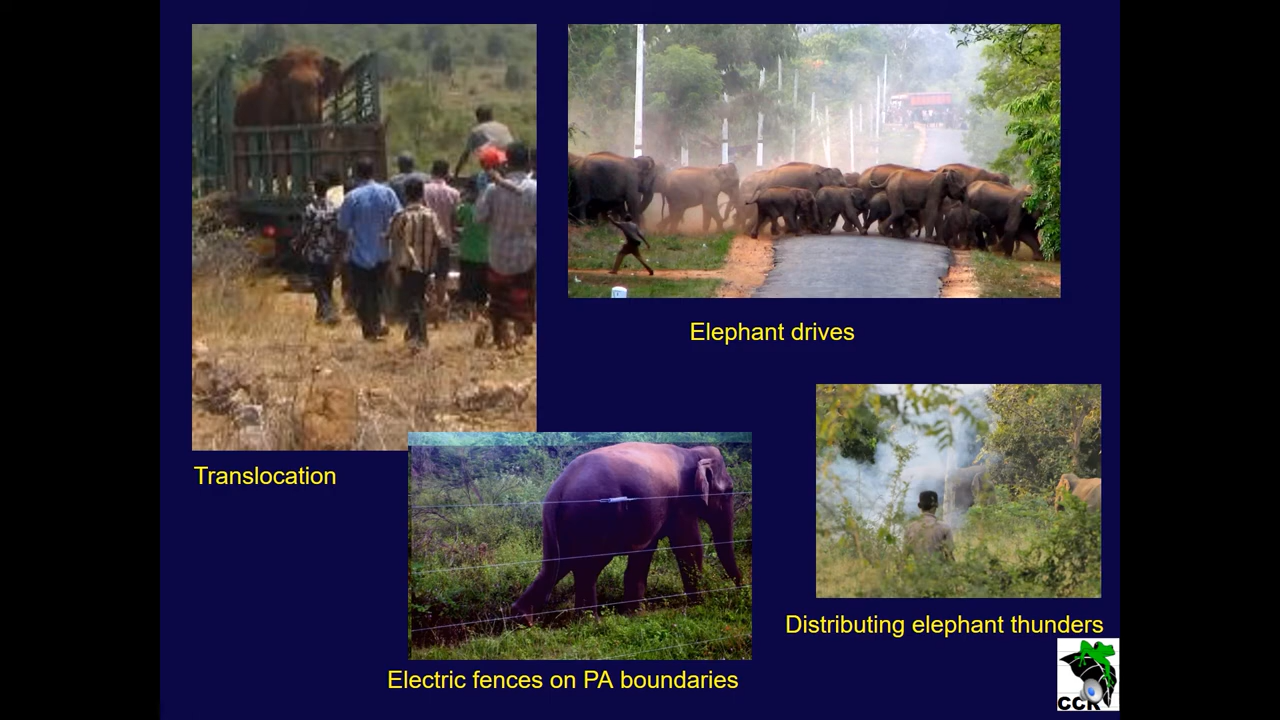 Elephant drives
Translocation
Distributing elephant thunders
Electric fences on PA boundaries
CCR